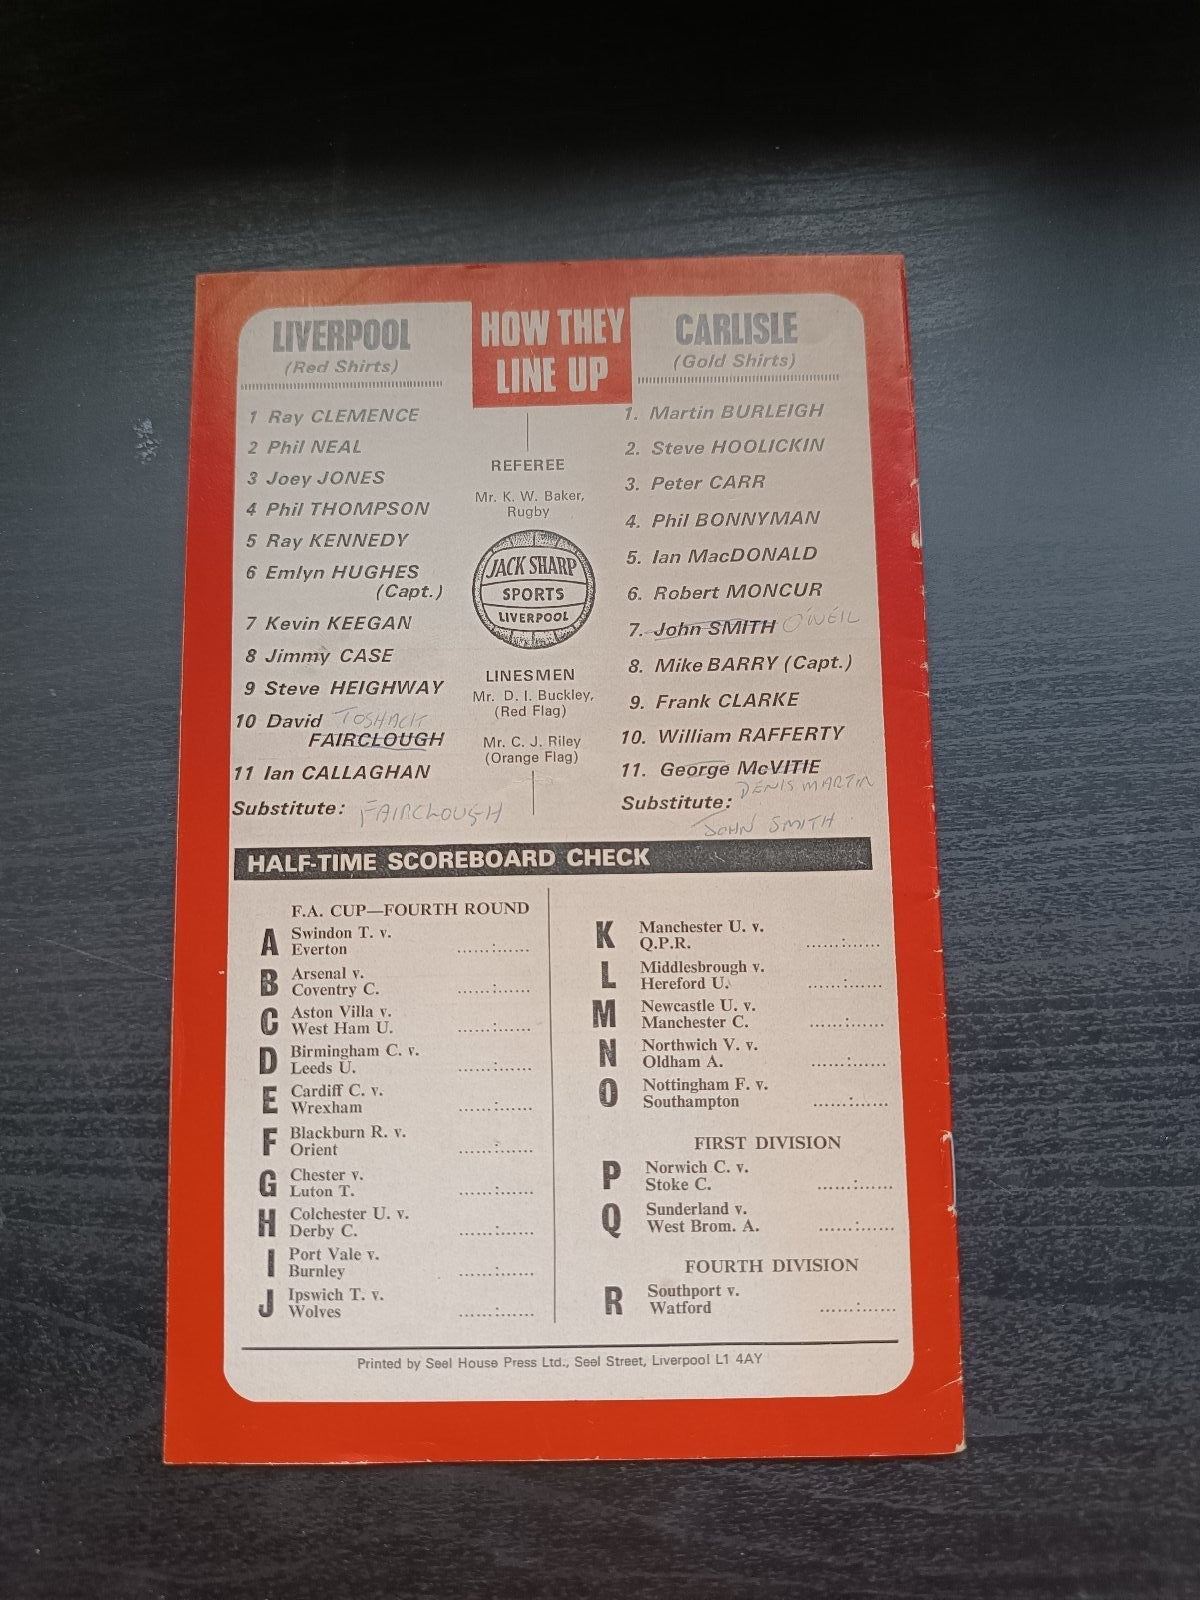 LIVERPOOL
(Red Shirts)
1 Ray CLEMENCE
2 Phil NEAL
3 Joey JONES
4 Phil THOMPSON
5 Ray KENNEDY
6 Emlyn HUGHES
(Capt.)
7 Kevin KEEGAN
8 Jimmy CASE
9 Steve HEIGHWAY
10 David TOSHACK
FAIRCLOUGH
11 Ian CALLAGHAN
Substitute: FAIRCLOUGH
HOW THEY
LINE UP
REFEREE
Mr. K. W. Baker,
Rugby
JACK SHARP
SPORTS
LIVERPOOL
LINESMEN
Mr. D. I. Buckley,
(Red Flag)
Mr. C. J. Riley
(Orange Flag)
CARLISLE
(Gold Shirts)
1. Martin BURLEIGH
2. Steve HOOLICKIN
3. Peter CARR
4. Phil BONNYMAN
5. Ian MacDONALD
6. Robert MONCUR
7. John SMITH O'NEIL
8. Mike BARRY (Capt.)
9. Frank CLARKE
10. William RAFFERTY
11. George McVITIE
DENIS MARTIN
Substitute:
JOHN SMITH
HALF-TIME SCOREBOARD CHECK
F.A. CUP—FOURTH ROUND
A Swindon T. v.
Everton ......:......
B Arsenal v.
Coventry C. ......:......
C Aston Villa v.
West Ham U. ......:......
D Birmingham C. v.
Leeds U. ......:......
E Cardiff C. v.
Wrexham ......:......
F Blackburn R. v.
Orient ......:......
G Chester v.
Luton T. ......:......
H Colchester U. v.
Derby C. ......:......
I Port Vale v.
Burnley ......:......
J Ipswich T. v.
Wolves ......:......
K Manchester U. v.
Q.P.R. ......:......
L Middlesbrough v.
Hereford U. ......:......
M Newcastle U. v.
Manchester C. ......:......
N Northwich V. v.
Oldham A. ......:......
O Nottingham F. v.
Southampton ......:......
FIRST DIVISION
P Norwich C. v.
Stoke C. ......:......
Q Sunderland v.
West Brom. A. ......:......
FOURTH DIVISION
R Southport v.
Watford ......:......
Printed by Seel House Press Ltd., Seel Street, Liverpool L1 4AY